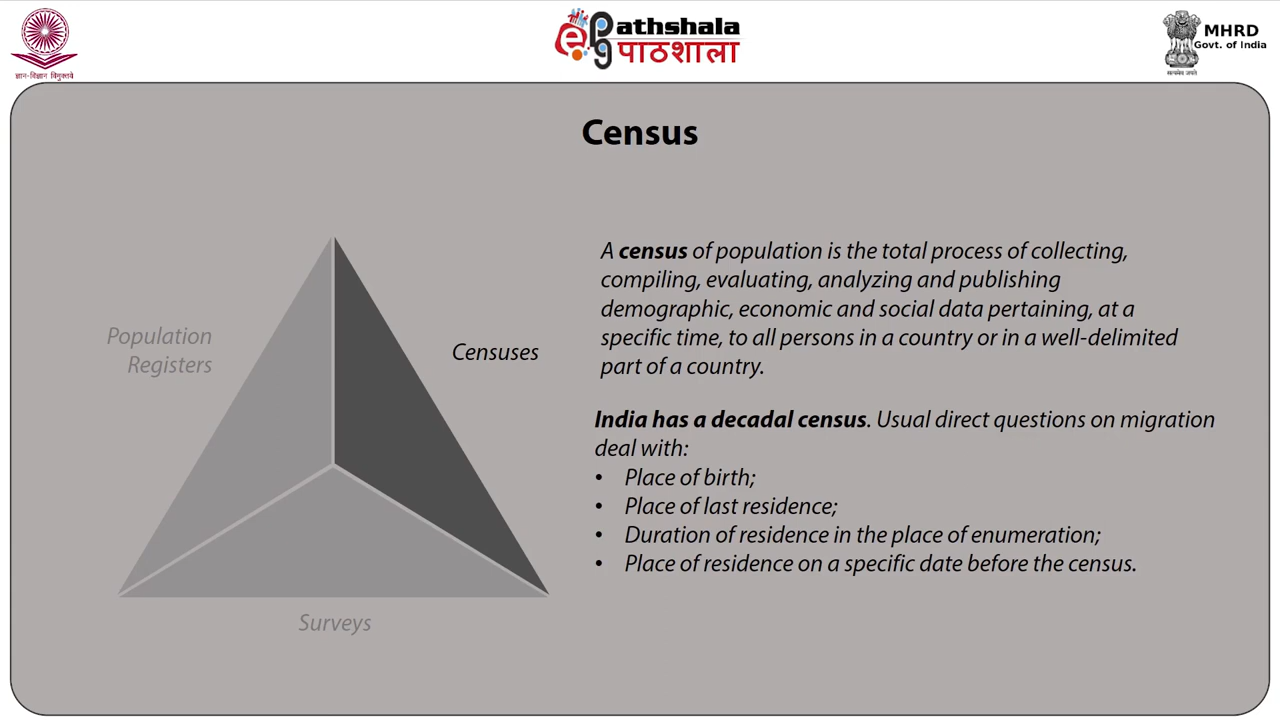 ज्ञान-विज्ञान विमुक्तये
e Pathshala
पाठशाला
MHRD
Govt. of India
सत्यमेव जयते
Census
Population
Registers
Censuses
Surveys
A census of population is the total process of collecting,
compiling, evaluating, analyzing and publishing
demographic, economic and social data pertaining, at a
specific time, to all persons in a country or in a well-delimited
part of a country.
India has a decadal census. Usual direct questions on migration
deal with:
• Place of birth;
• Place of last residence;
• Duration of residence in the place of enumeration;
• Place of residence on a specific date before the census.